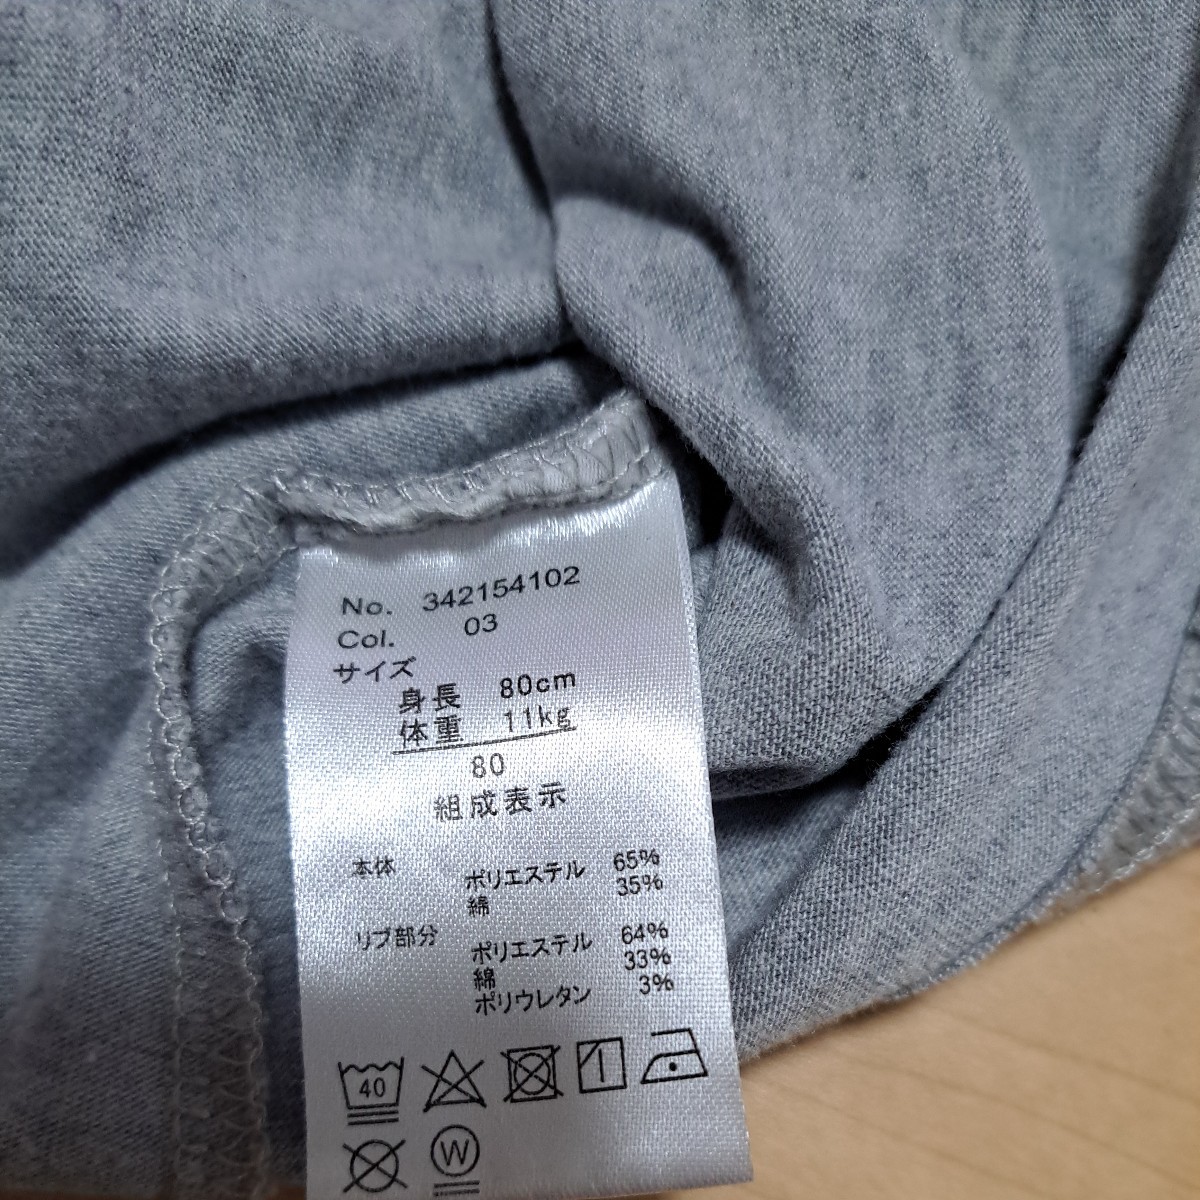 No. 342154102
Col. 03
サイズ
身長 80cm
体重 11kg
80
組成表示
本体 ポリエステル 65%
綿 35%
リブ部分 ポリエステル 64%
綿 33%
ポリウレタン 3%
40
W